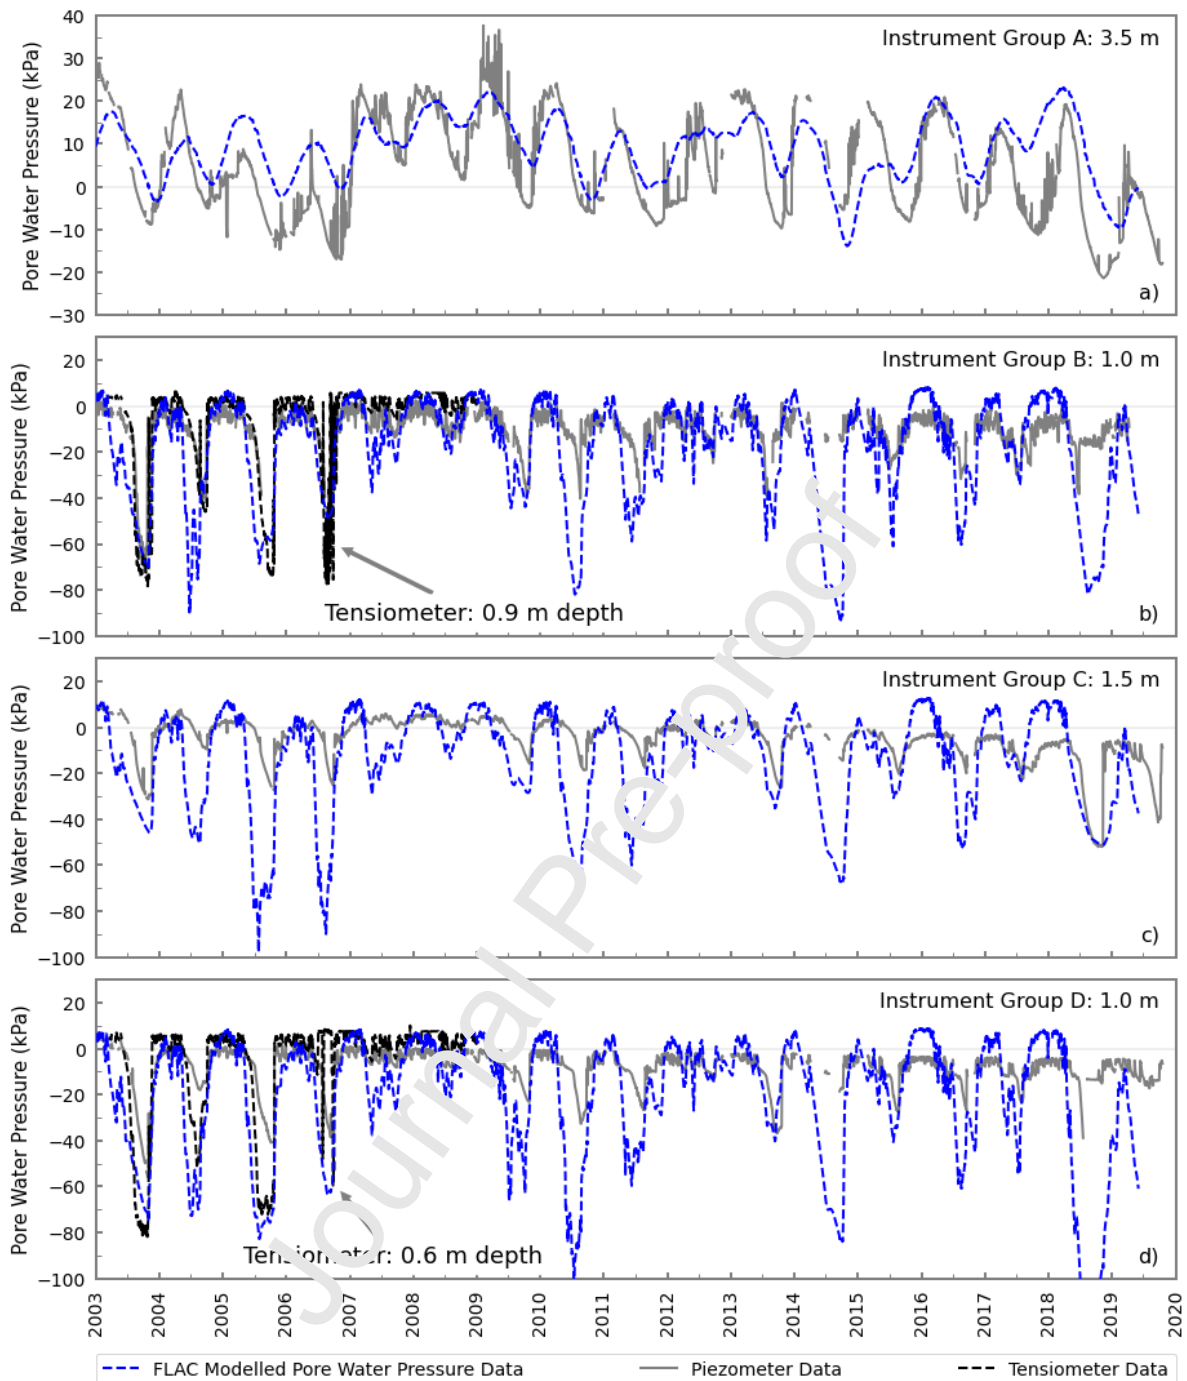 40
30
20
10
0
−10
−20
−30
Pore Water Pressure (kPa)
Instrument Group A: 3.5 m
a)
20
0
−20
−40
−60
−80
−100
Pore Water Pressure (kPa)
Instrument Group B: 1.0 m
Tensiometer: 0.9 m depth
b)
20
0
−20
−40
−60
−80
−100
Pore Water Pressure (kPa)
Instrument Group C: 1.5 m
c)
20
0
−20
−40
−60
−80
−100
Pore Water Pressure (kPa)
Instrument Group D: 1.0 m
Tensiometer: 0.6 m depth
d)
2003 2004 2005 2006 2007 2008 2009 2010 2011 2012 2013 2014 2015 2016 2017 2018 2019 2020
FLAC Modelled Pore Water Pressure Data Piezometer Data Tensiometer Data
Journal Pre-proof